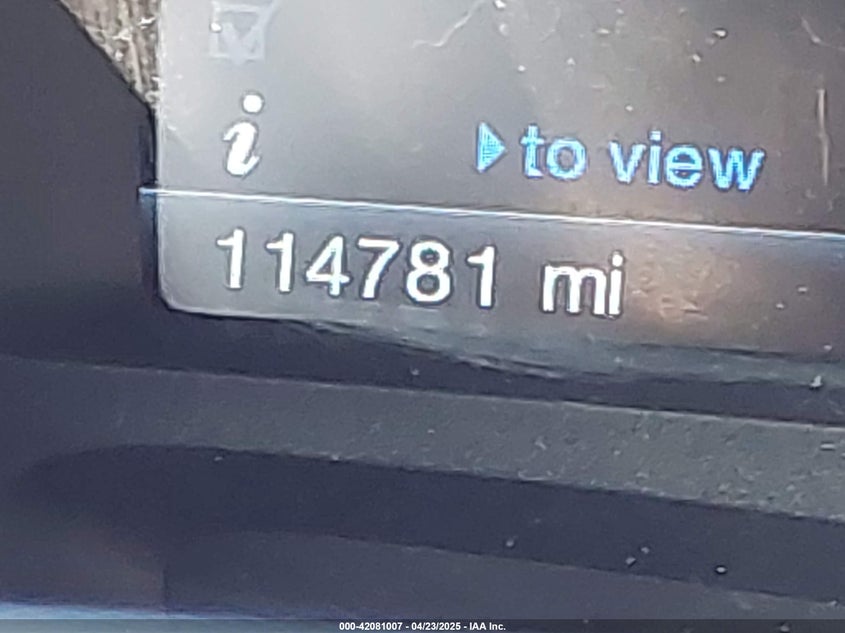 i
to view
114781 mi
000-42081007 - 04/23/2025 - IAA Inc.